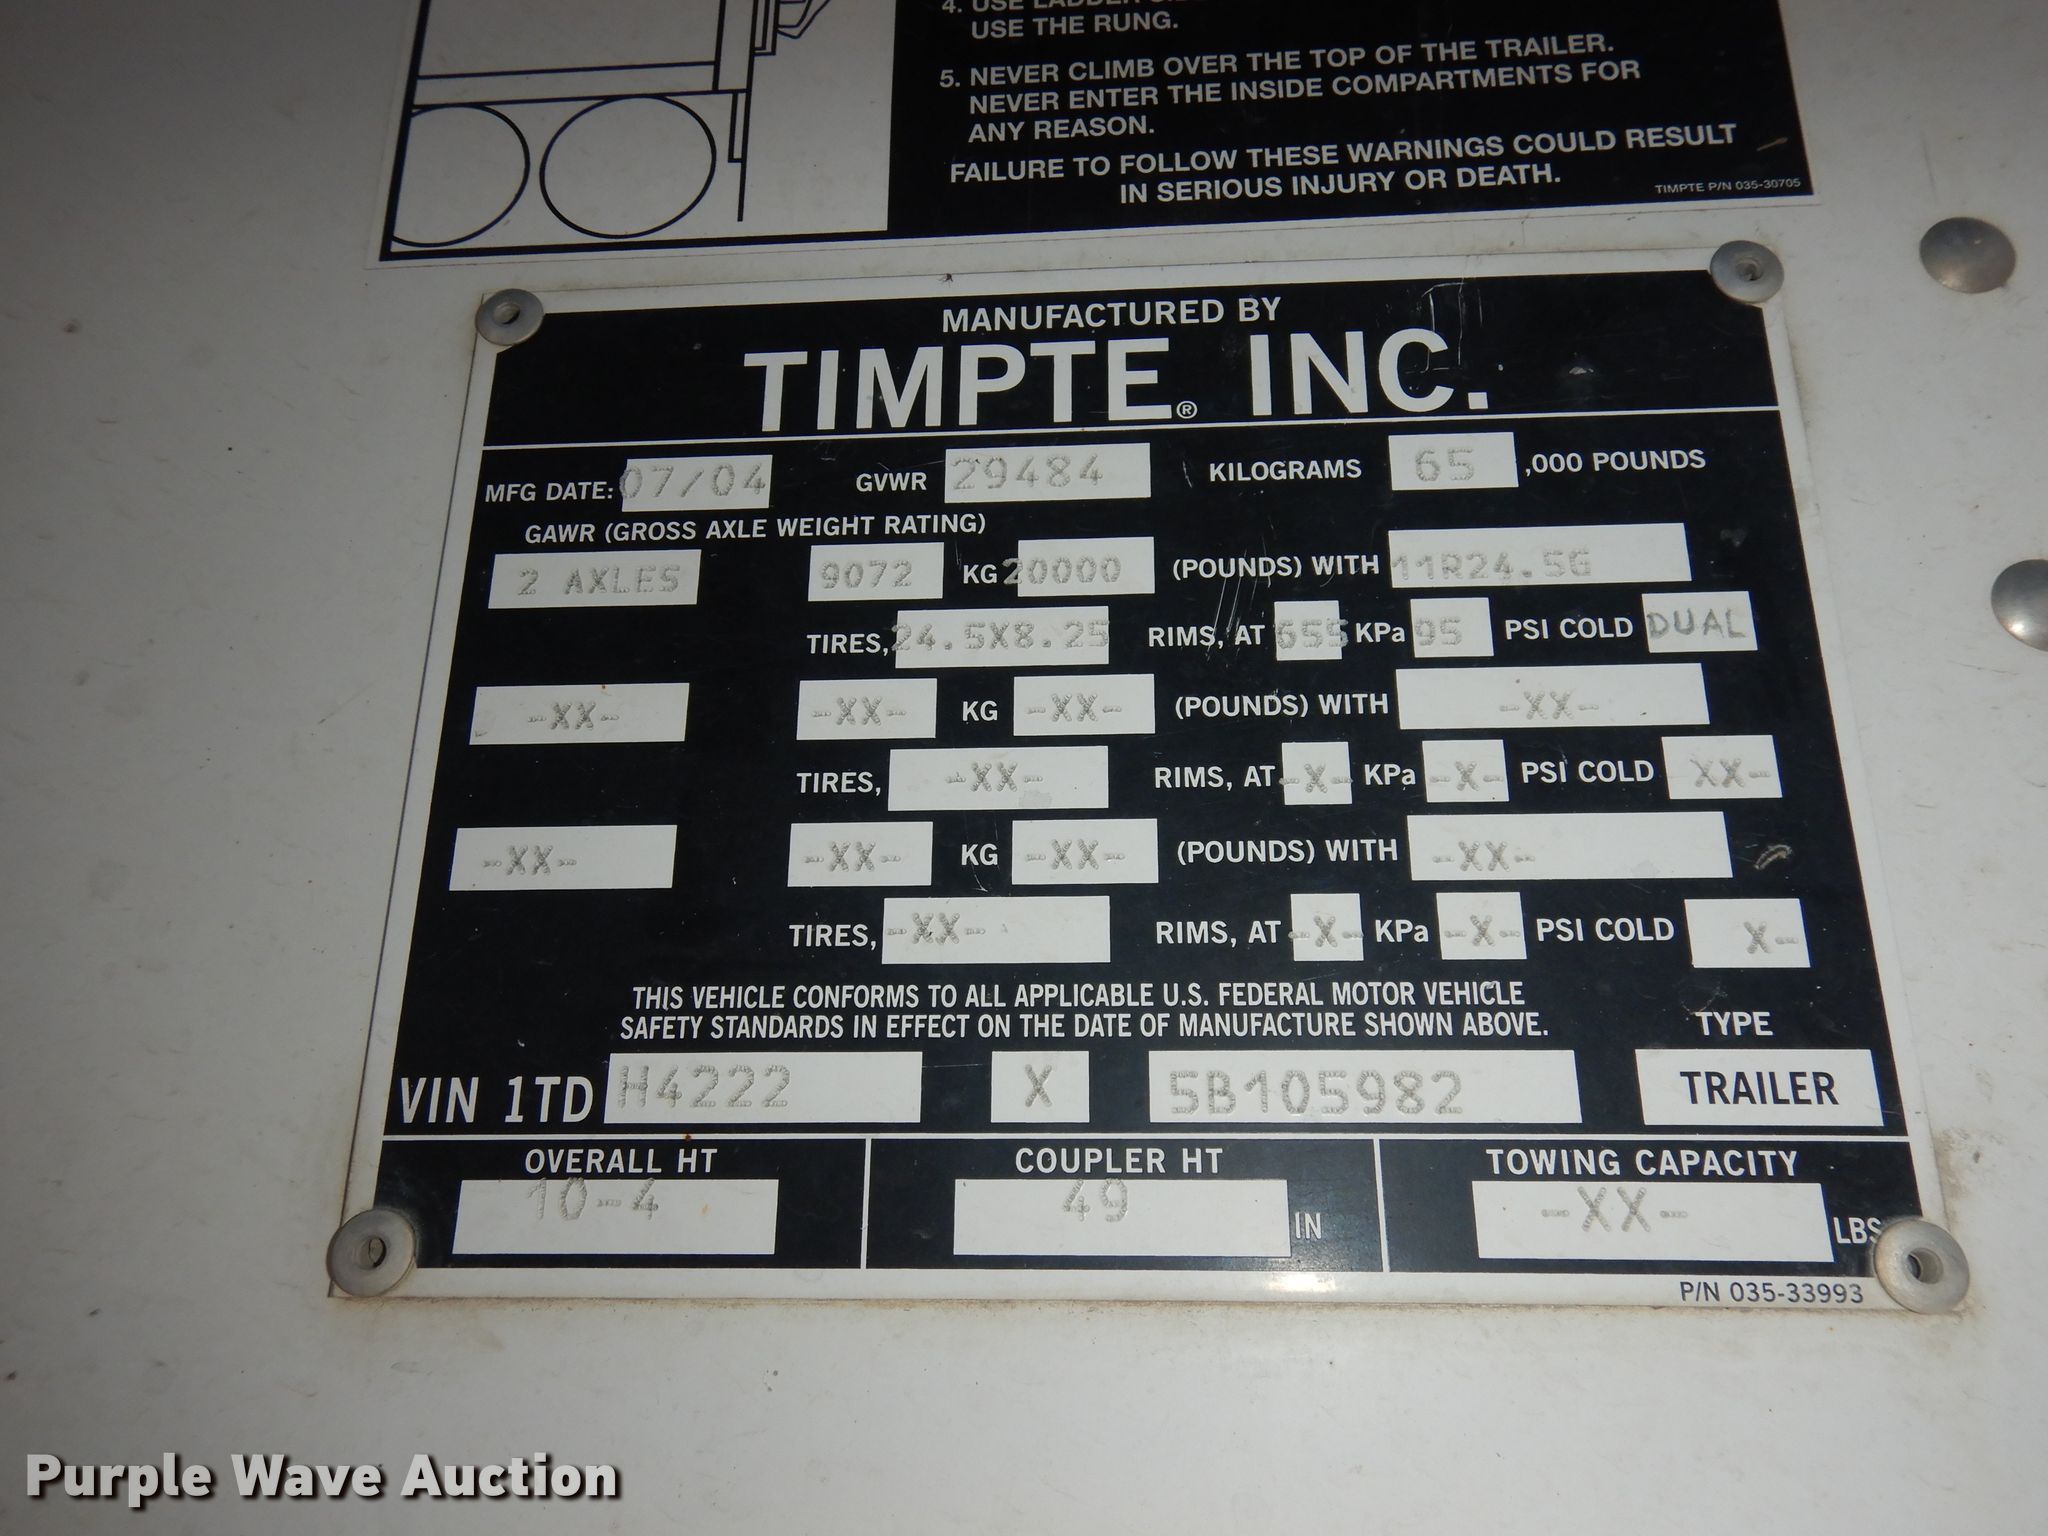 USE THE RUNG.
5. NEVER CLIMB OVER THE TOP OF THE TRAILER.
NEVER ENTER THE INSIDE COMPARTMENTS FOR
ANY REASON.
FAILURE TO FOLLOW THESE WARNINGS COULD RESULT
IN SERIOUS INJURY OR DEATH.
TIMPTE P/N 035-30705
MANUFACTURED BY
TIMPTE® INC.
MFG DATE: 07/04 GVWR 29484 KILOGRAMS 65 ,000 POUNDS
GAWR (GROSS AXLE WEIGHT RATING)
2 AXLES 9072 KG 20000 (POUNDS) WITH 11R24.5G
TIRES, 24.5X8.25 RIMS, AT 655 KPa 95 PSI COLD DUAL
-XX- -XX- KG -XX- (POUNDS) WITH -XX-
TIRES, -XX- RIMS, AT -X- KPa -X- PSI COLD XX-
-XX- -XX- KG -XX- (POUNDS) WITH -XX-
TIRES, -XX- RIMS, AT -X- KPa -X- PSI COLD X-
THIS VEHICLE CONFORMS TO ALL APPLICABLE U.S. FEDERAL MOTOR VEHICLE
SAFETY STANDARDS IN EFFECT ON THE DATE OF MANUFACTURE SHOWN ABOVE.
TYPE
VIN 1TD H4222 X 5B105982 TRAILER
OVERALL HT COUPLER HT TOWING CAPACITY
10-4 49 IN -XX- LBS
P/N 035-33993
Purple Wave Auction